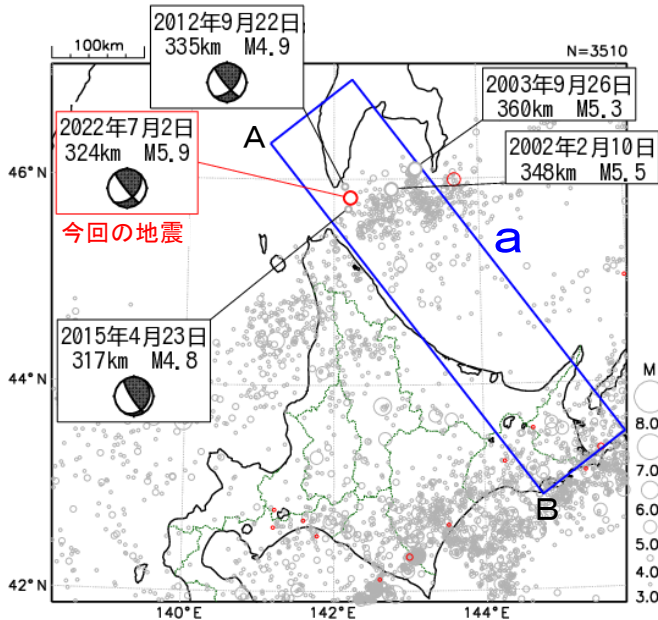 100km
N=3510
2012年9月22日
335km M4.9
2003年9月26日
360km M5.3
2022年7月2日
324km M5.9
今回の地震
2002年2月10日
348km M5.5
A
a
2015年4月23日
317km M4.8
B
46°N
44°N
42°N
140°E
142°E
144°E
M
8.0
7.0
6.0
5.0
4.0
3.0